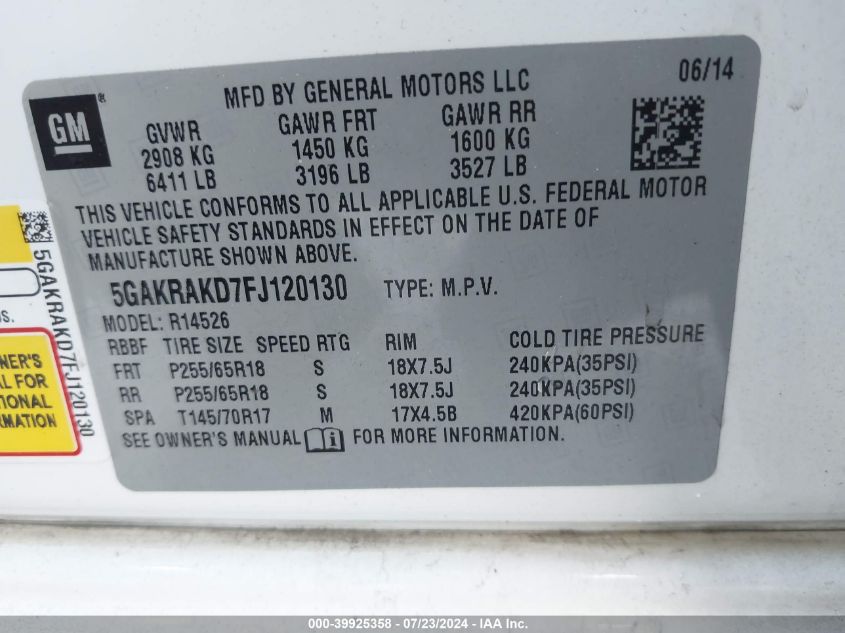 MFD BY GENERAL MOTORS LLC 06/14
GM ®
GVWR GAWR FRT GAWR RR
2908 KG 1450 KG 1600 KG
6411 LB 3196 LB 3527 LB
THIS VEHICLE CONFORMS TO ALL APPLICABLE U.S. FEDERAL MOTOR
VEHICLE SAFETY STANDARDS IN EFFECT ON THE DATE OF
MANUFACTURE SHOWN ABOVE.
5GAKRAKD7FJ120130 TYPE: M.P.V.
MODEL: R14526
RBBF TIRE SIZE SPEED RTG RIM COLD TIRE PRESSURE
FRT P255/65R18 S 18X7.5J 240KPA(35PSI)
RR P255/65R18 S 18X7.5J 240KPA(35PSI)
SPA T145/70R17 M 17X4.5B 420KPA(60PSI)
SEE OWNER'S MANUAL FOR MORE INFORMATION.
5GAKRAKD7FJ120130
000-39925358 - 07/23/2024 - IAA Inc.